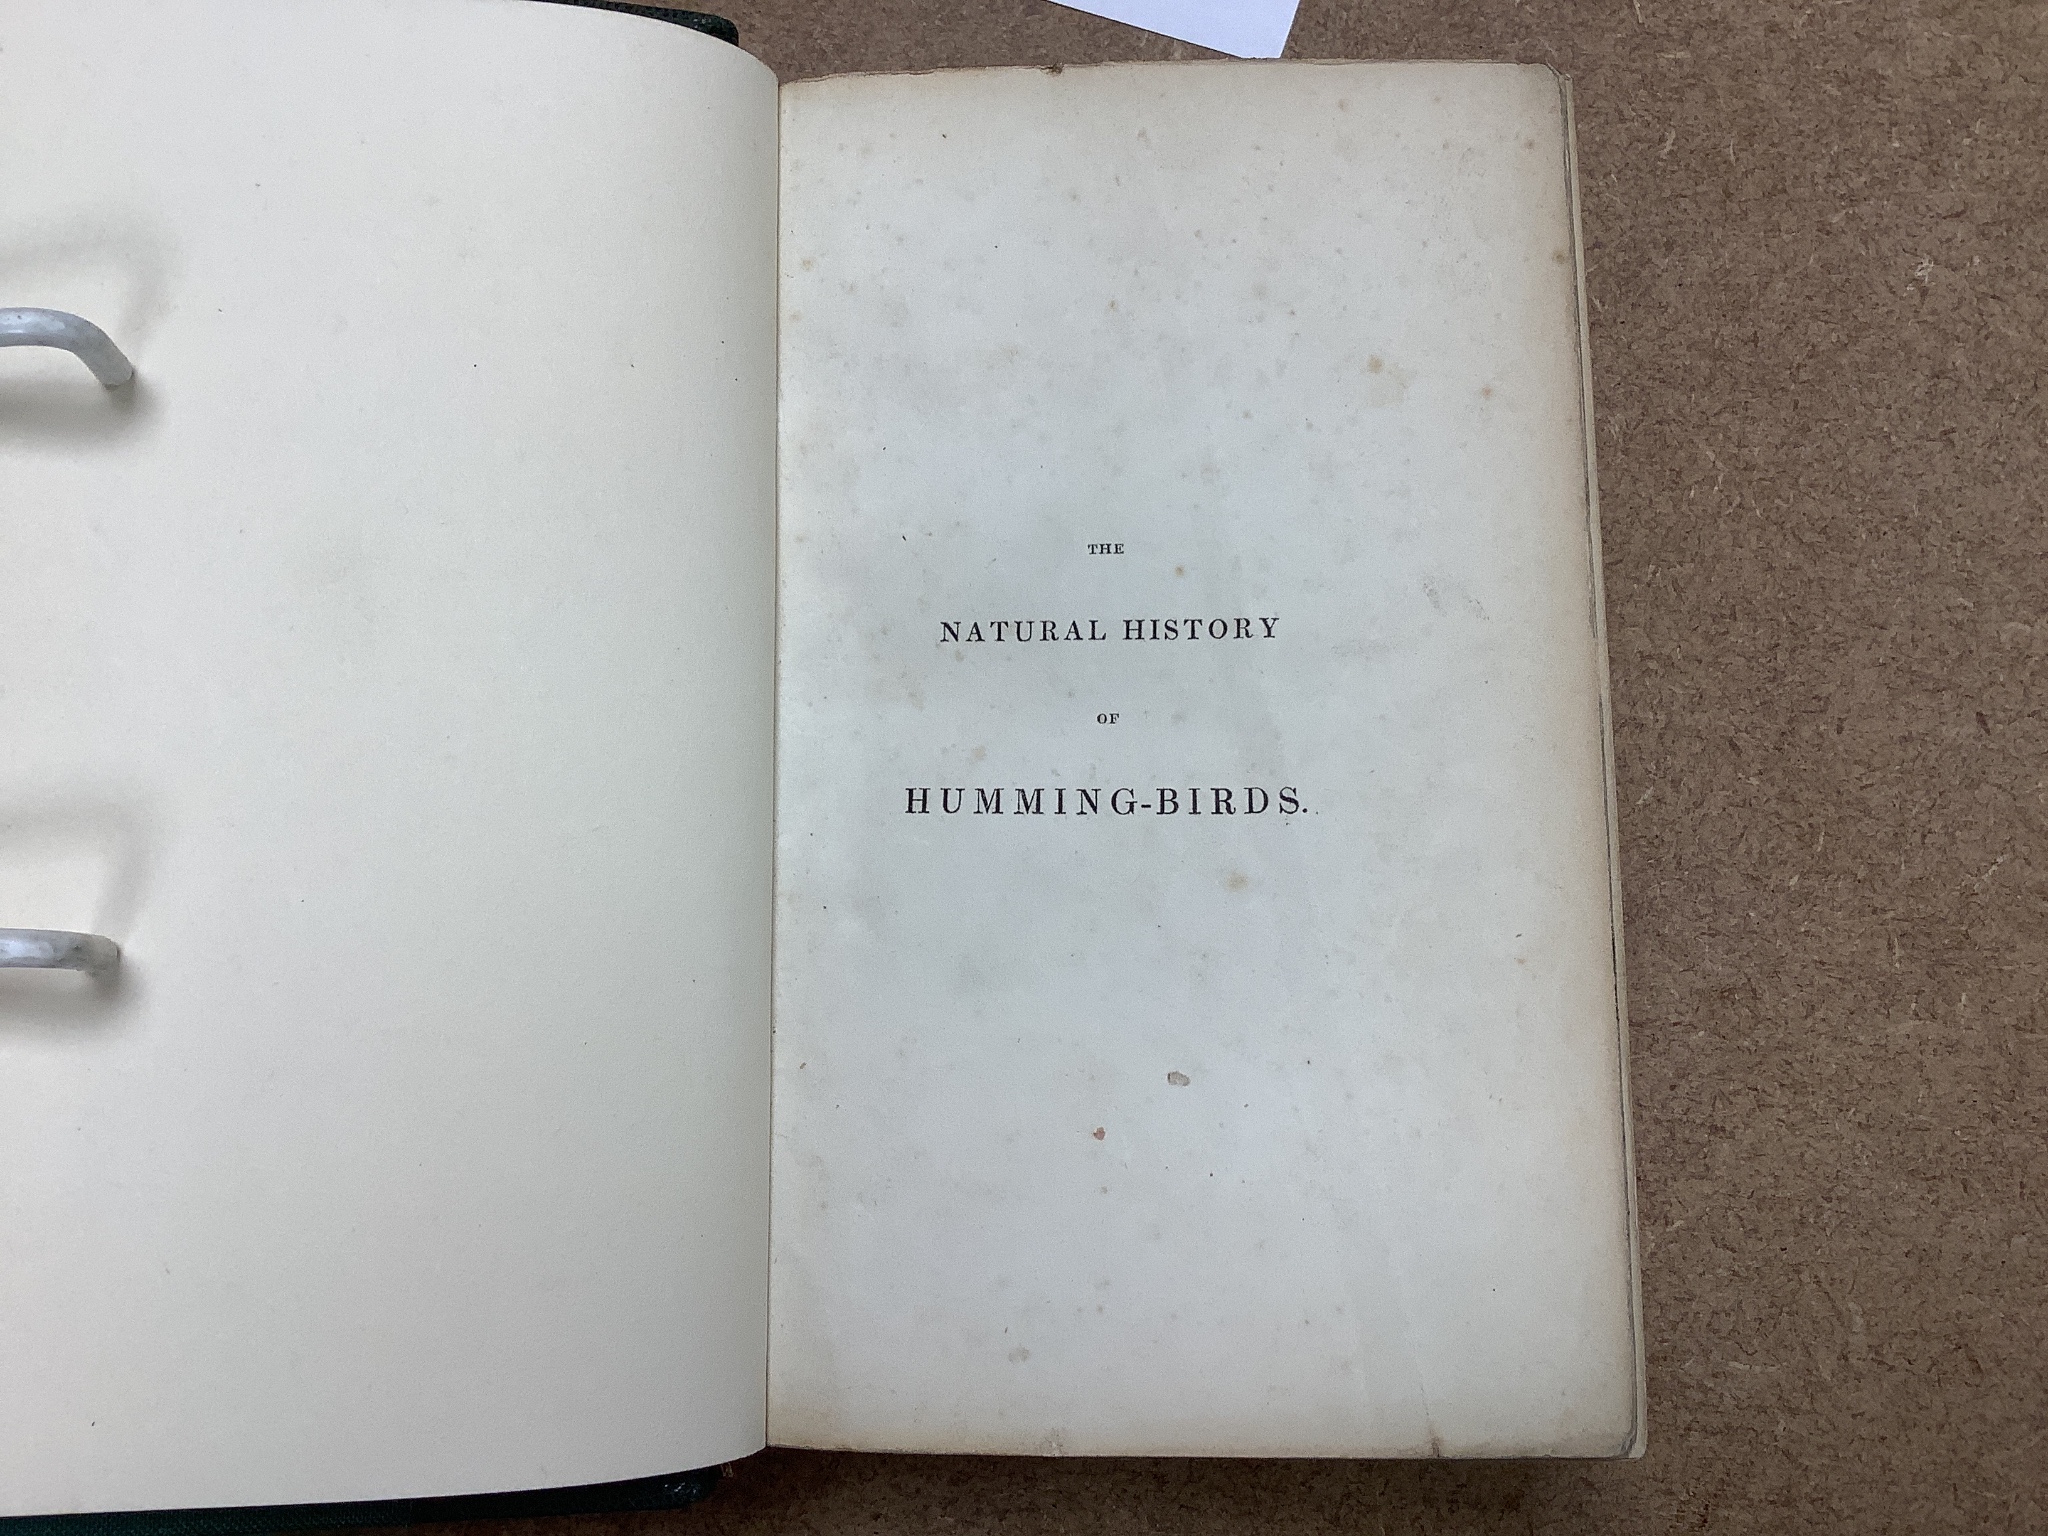 THE
NATURAL HISTORY
OF
HUMMING-BIRDS.